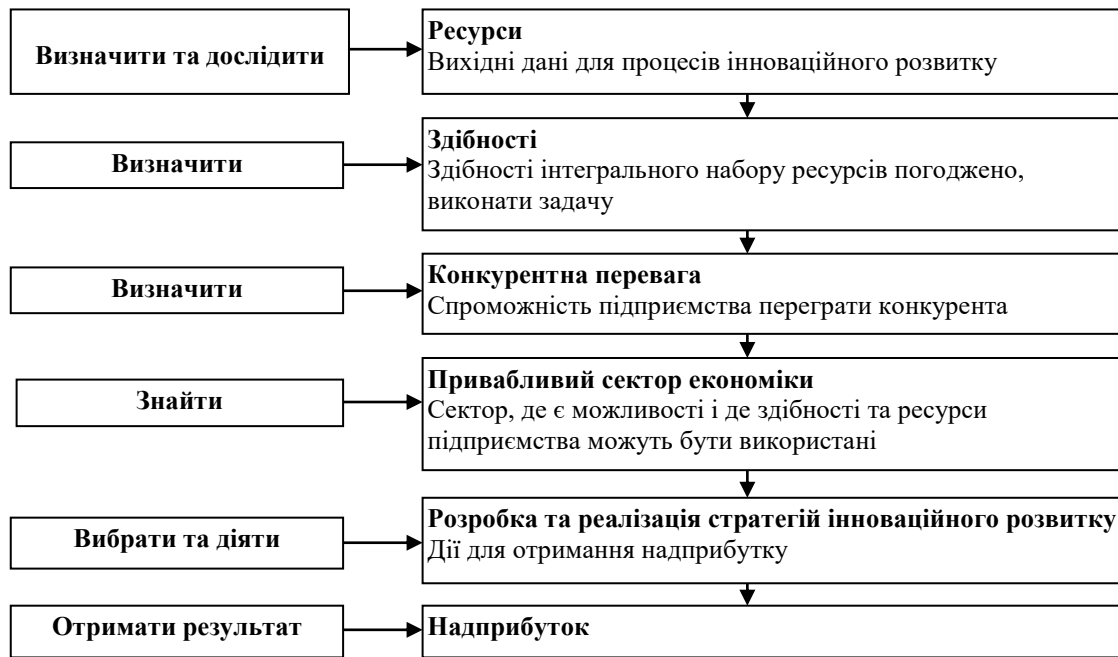 Визначити та дослідити
Ресурси
Вихідні дані для процесів інноваційного розвитку
Визначити
Здібності
Здібності інтегрального набору ресурсів погоджено,
виконати задачу
Визначити
Конкурентна перевага
Спроможність підприємства переграти конкурента
Знайти
Привабливий сектор економіки
Сектор, де є можливості і де здібності та ресурси
підприємства можуть бути використані
Вибрати та діяти
Розробка та реалізація стратегій інноваційного розвитку
Дії для отримання надприбутку
Отримати результат
Надприбуток